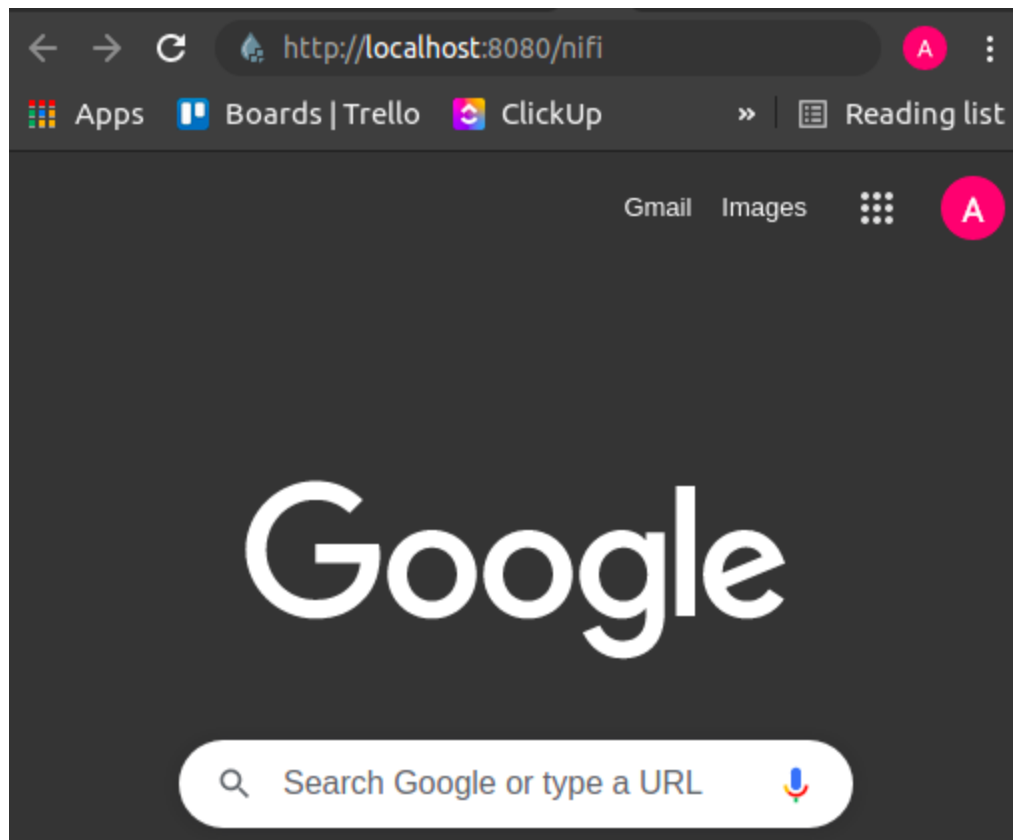 http://localhost:8080/nifi A
Apps Boards | Trello ClickUp » Reading list
Gmail Images A
Google
Search Google or type a URL